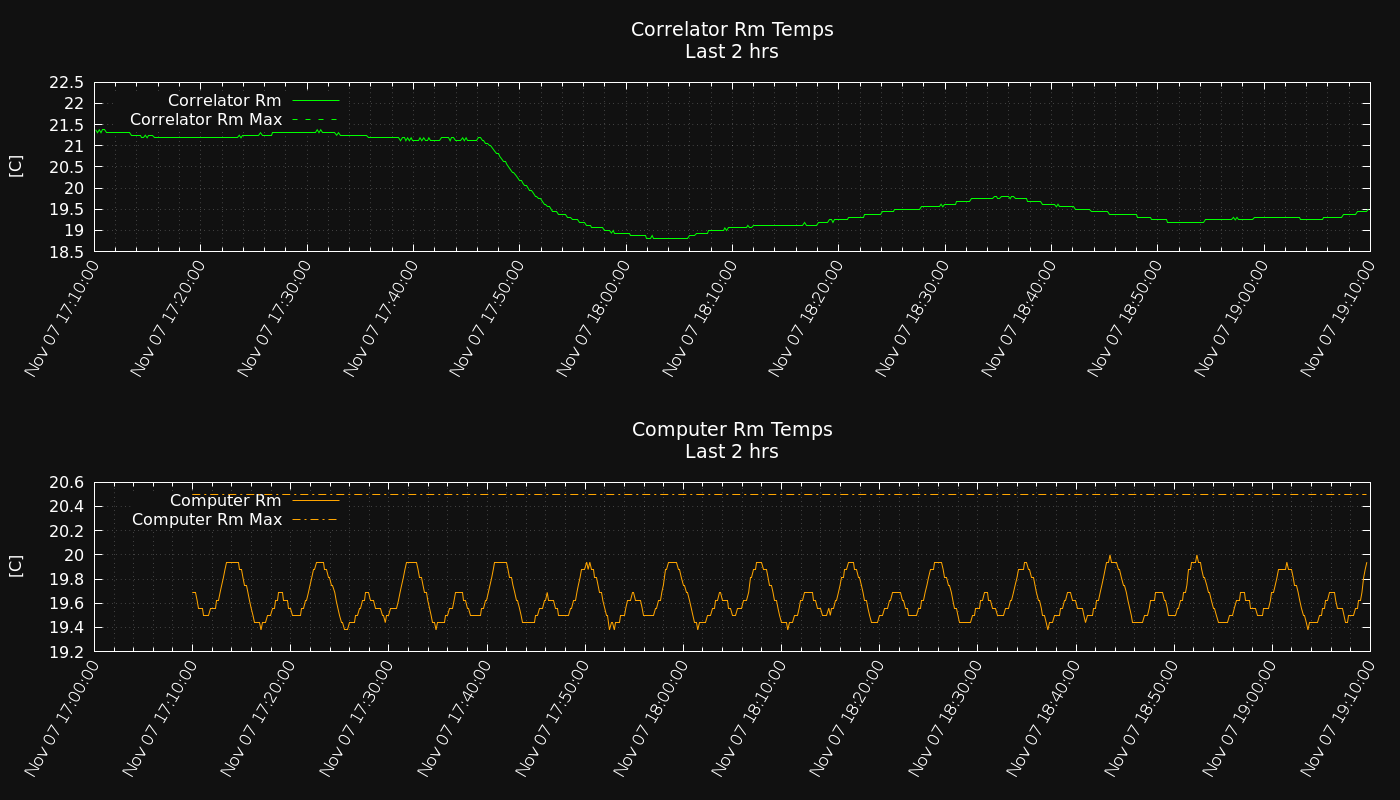 Correlator Rm Temps
Last 2 hrs
22.5
22
21.5
21
20.5
20
19.5
19
18.5
[C]
Correlator Rm
Correlator Rm Max
Nov 07 17:10:00
Nov 07 17:20:00
Nov 07 17:30:00
Nov 07 17:40:00
Nov 07 17:50:00
Nov 07 18:00:00
Nov 07 18:10:00
Nov 07 18:20:00
Nov 07 18:30:00
Nov 07 18:40:00
Nov 07 18:50:00
Nov 07 19:00:00
Nov 07 19:10:00
Computer Rm Temps
Last 2 hrs
20.6
20.4
20.2
20
19.8
19.6
19.4
19.2
[C]
Computer Rm
Computer Rm Max
Nov 07 17:00:00
Nov 07 17:10:00
Nov 07 17:20:00
Nov 07 17:30:00
Nov 07 17:40:00
Nov 07 17:50:00
Nov 07 18:00:00
Nov 07 18:10:00
Nov 07 18:20:00
Nov 07 18:30:00
Nov 07 18:40:00
Nov 07 18:50:00
Nov 07 19:00:00
Nov 07 19:10:00